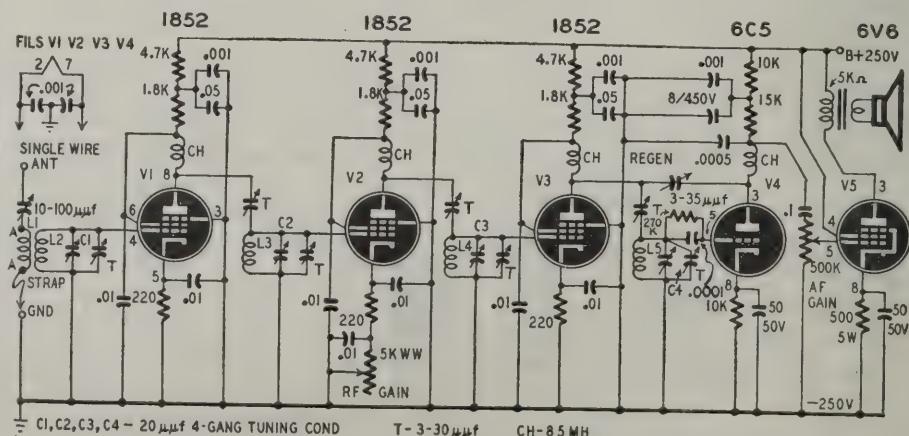 1852
1852
1852
6C5
6V6
FILS V1 V2 V3 V4
2 7
.001
SINGLE WIRE
ANT
10-100µµf
L1
A
A
STRAP
GND
L2
C1
T
4.7K
.001
1.8K
.05
CH
V1
8
6
4
3
5
.01
220
.01
T
C2
L3
T
4.7K
.001
1.8K
.05
CH
V2
.01
.01
220
.01
5KWW
RF GAIN
T
C3
L4
T
4.7K
.001
1.8K
.05
CH
V3
.01
.01
220
.001
8/450V
.0005
REGEN
3-35µµf
T
270
K
L5
T
C4
.0001
10K
15K
CH
V4
3
5
8
10K
50
50V
.1
500K
AF
GAIN
B+250V
5KΩ
V5
3
4
5
8
500
5W
50
50V
-250V
C1,C2,C3,C4 - 20µµf 4-GANG TUNING COND
T-3-30µµf
CH-85MH